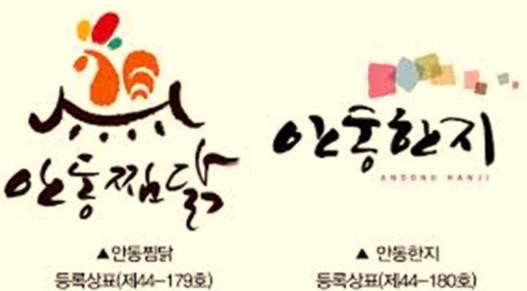 안동찜닭
안동한지
ANDONG HANJI
▲안동찜닭
등록상표(제44-179호)
▲ 안동한지
등록상표(제44-180호)